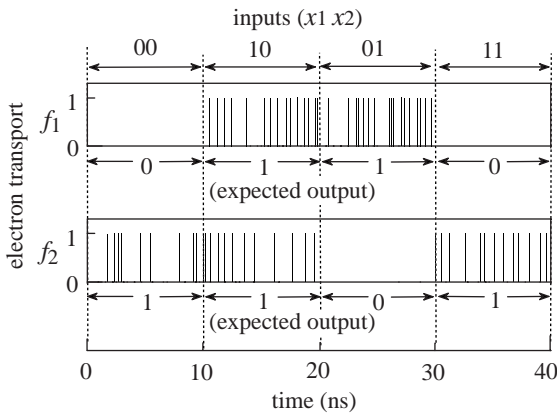 inputs (x1 x2)
00 10 01 11
electron transport
f1
1
0
0 1 1 0
(expected output)
f2
1
0
1 1 0 1
(expected output)
0 10 20 30 40
time (ns)